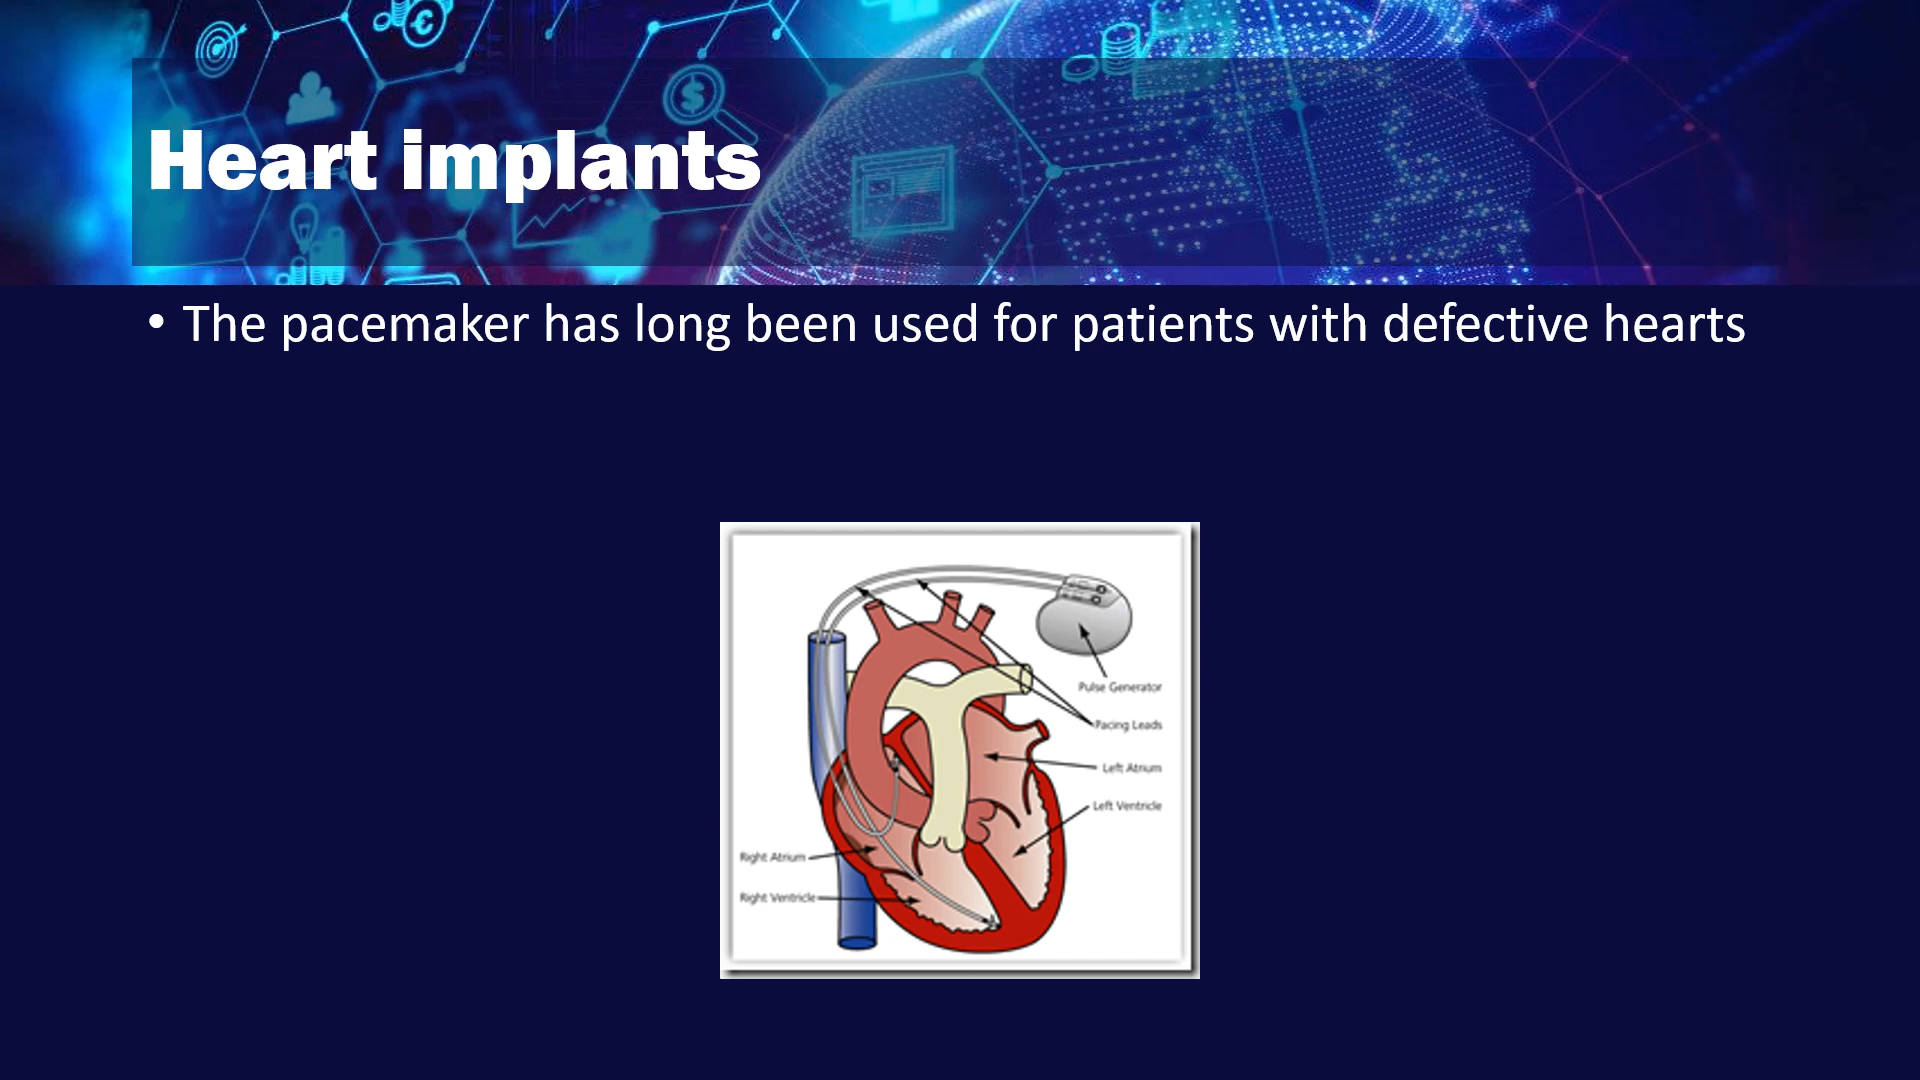 Heart implants
• The pacemaker has long been used for patients with defective hearts
Pulse Generator
Pacing Leads
Left Atrium
Left Ventricle
Right Atrium
Right Ventricle